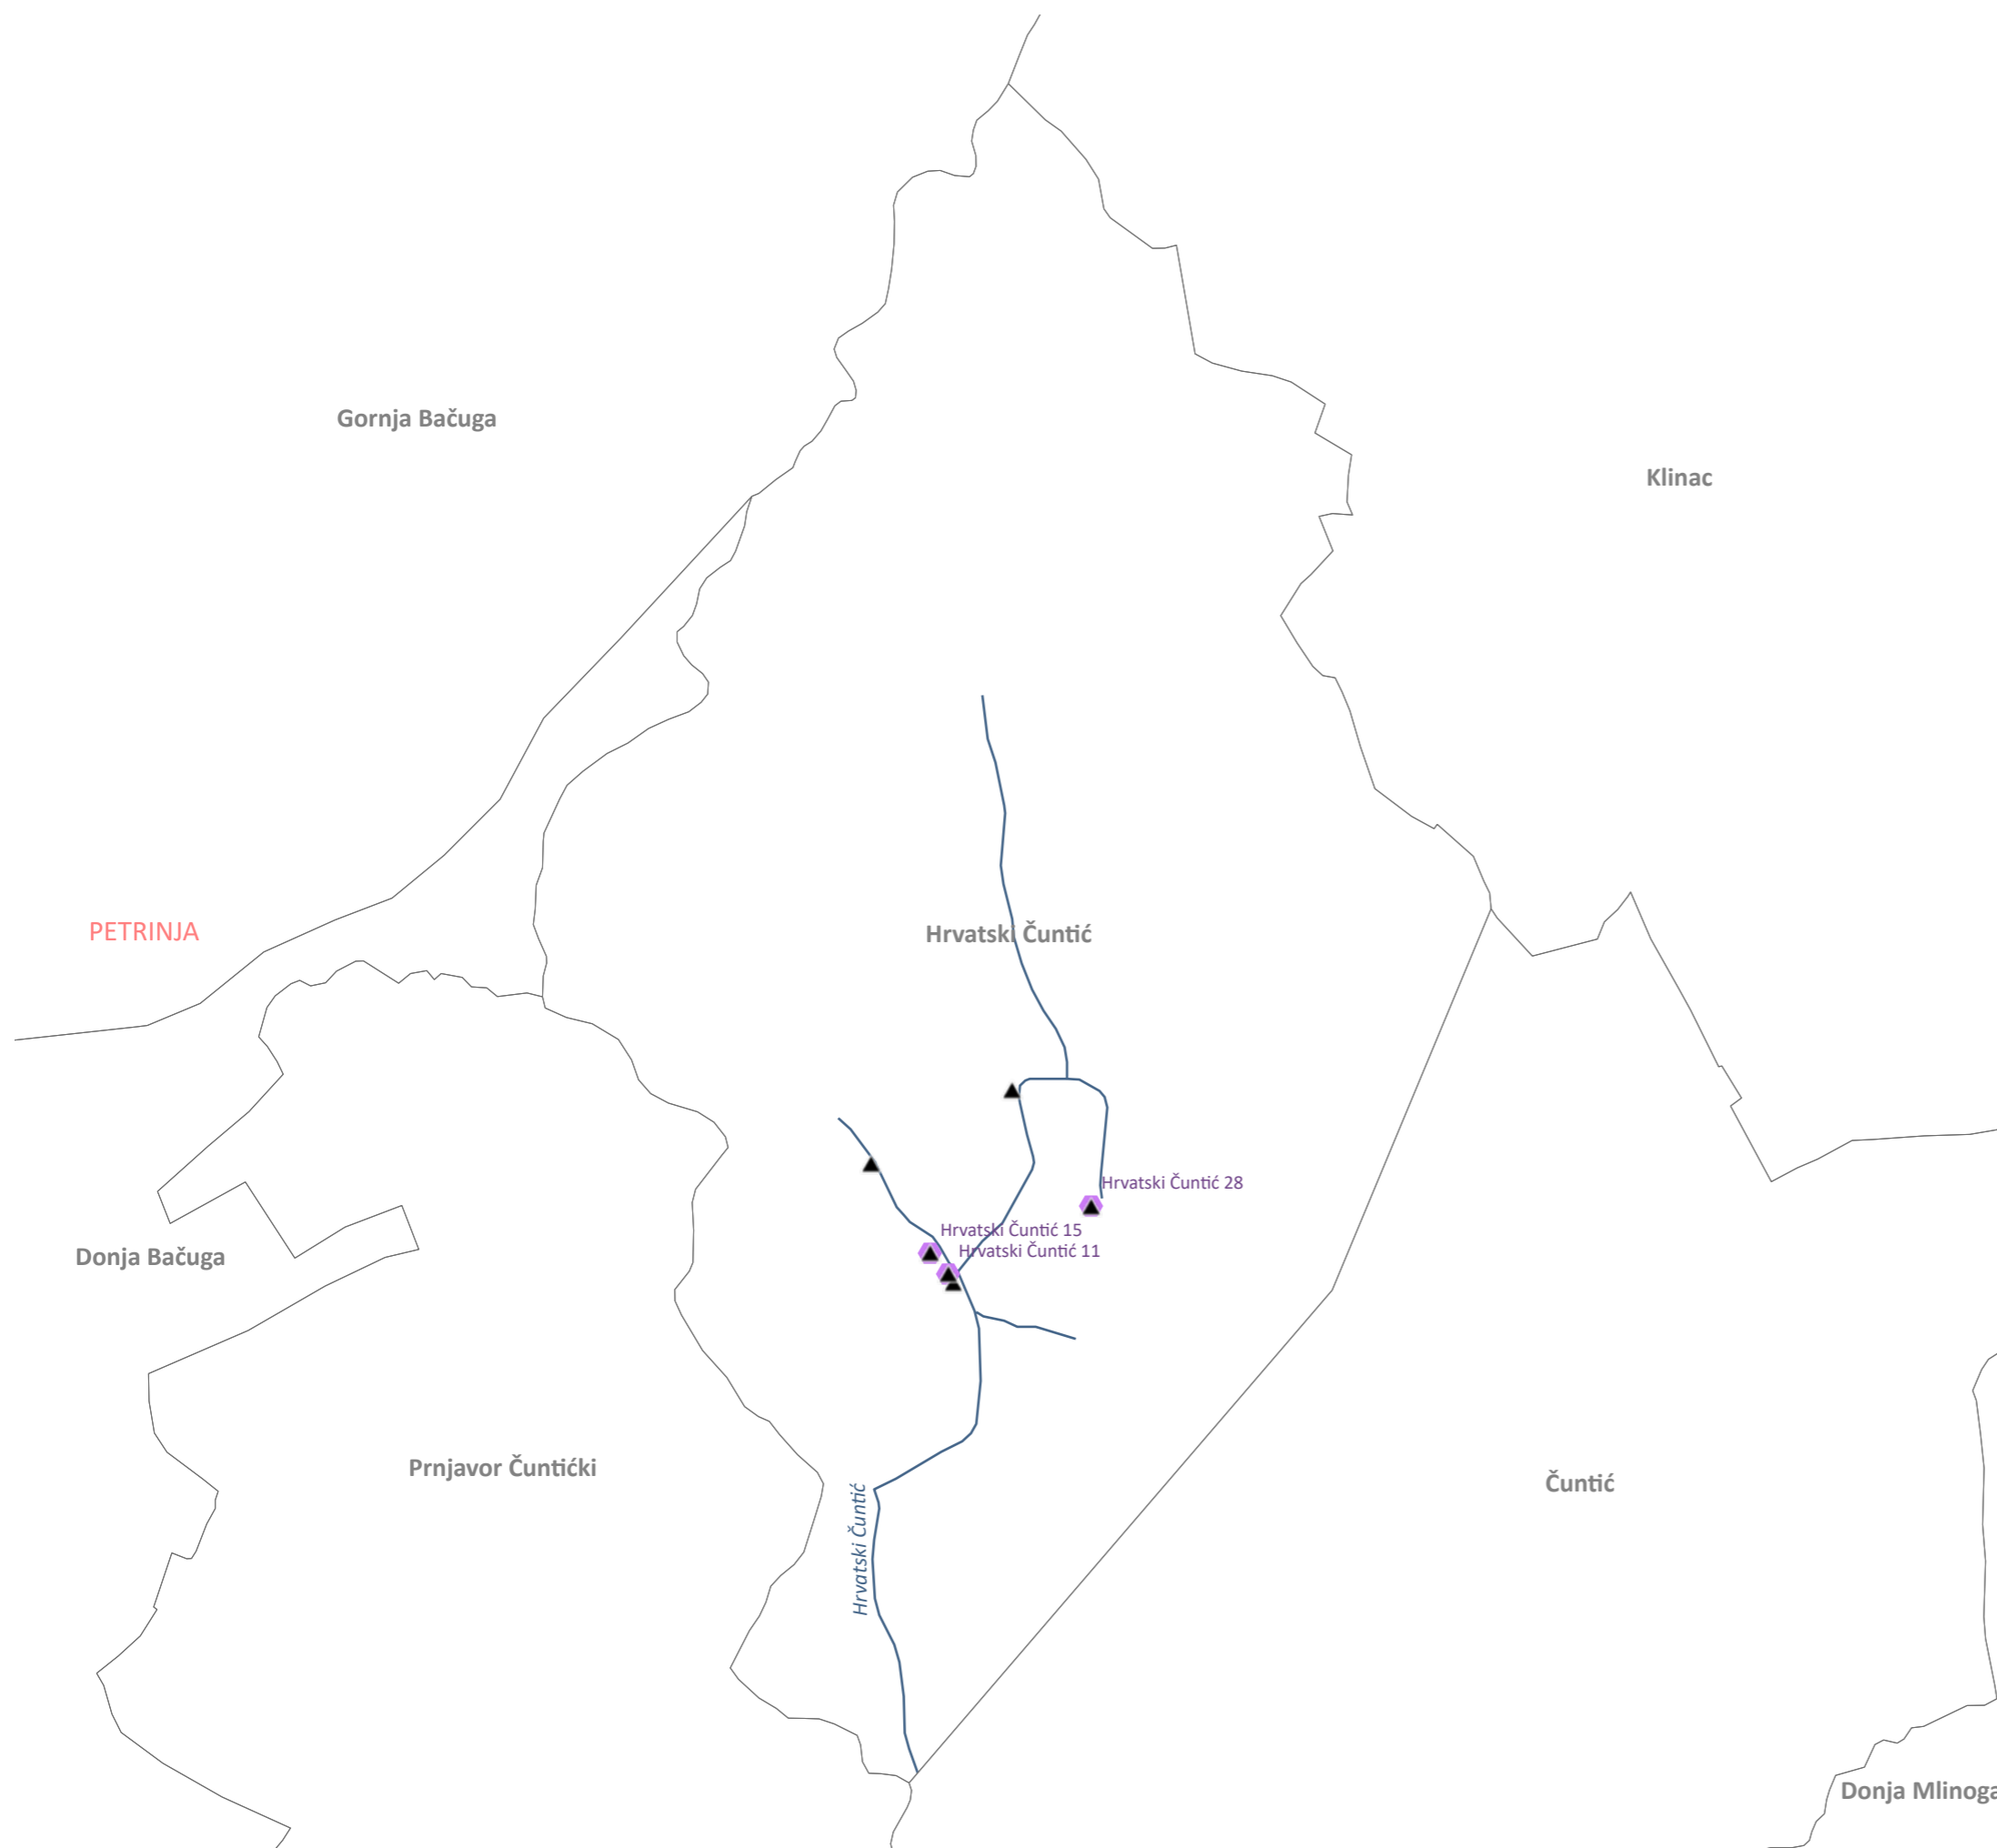 Gornja Bačuga
Klinac
PETRINJA
Hrvatski Čuntić
Hrvatski Čuntić 28
Hrvatski Čuntić 15
Hrvatski Čuntić 11
Donja Bačuga
Prnjavor Čuntićki
Čuntić
Hrvatski Čuntić
Donja Mlinoga